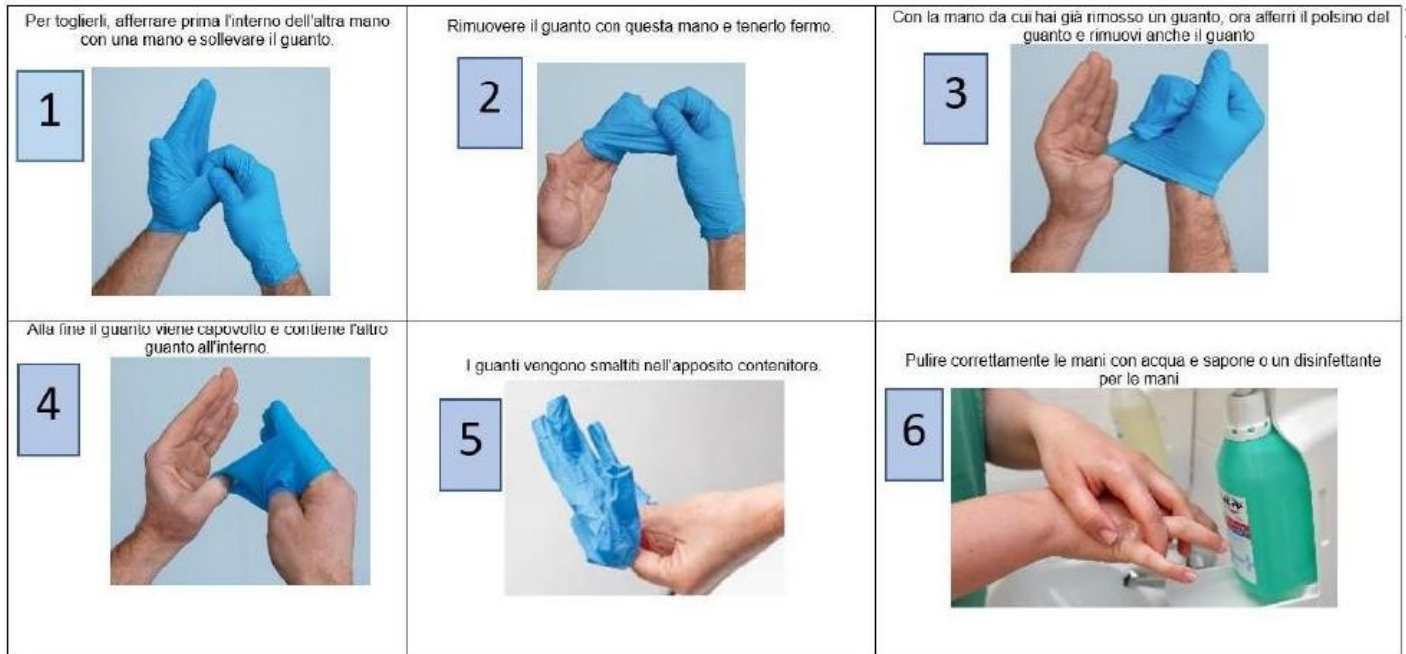 Per toglierli, afferrare prima l'interno dell'altra mano
con una mano e sollevare il guanto.
1
Rimuovere il guanto con questa mano e tenerlo fermo.
2
Con la mano da cui hai già rimosso un guanto, ora afferri il polsino del
guanto e rimuovi anche il guanto
3
Alla fine il guanto viene capovolto e contiene l'altro
guanto all'interno.
4
I guanti vengono smaltiti nell'apposito contenitore.
5
Pulire correttamente le mani con acqua e sapone o un disinfettante
per le mani
6